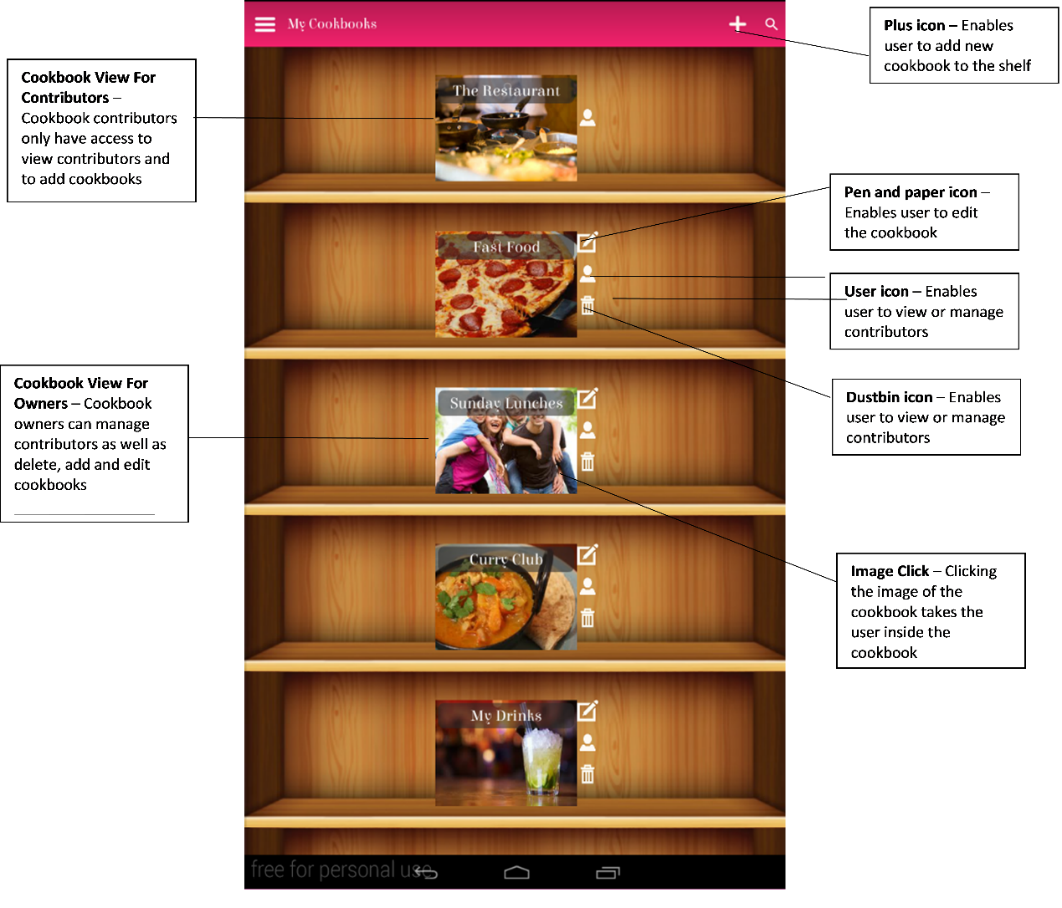 My Cookbooks
Plus icon – Enables
user to add new
cookbook to the shelf
Cookbook View For
Contributors –
Cookbook contributors
only have access to
view contributors and
to add cookbooks
The Restaurant
Pen and paper icon –
Enables user to edit
the cookbook
Fast Food
User icon – Enables
user to view or manage
contributors
Cookbook View For
Owners – Cookbook
owners can manage
contributors as well as
delete, add and edit
cookbooks
Sunday Lunches
Dustbin icon – Enables
user to view or manage
contributors
Curry Club
Image Click – Clicking
the image of the
cookbook takes the
user inside the
cookbook
My Drinks
free for personal use